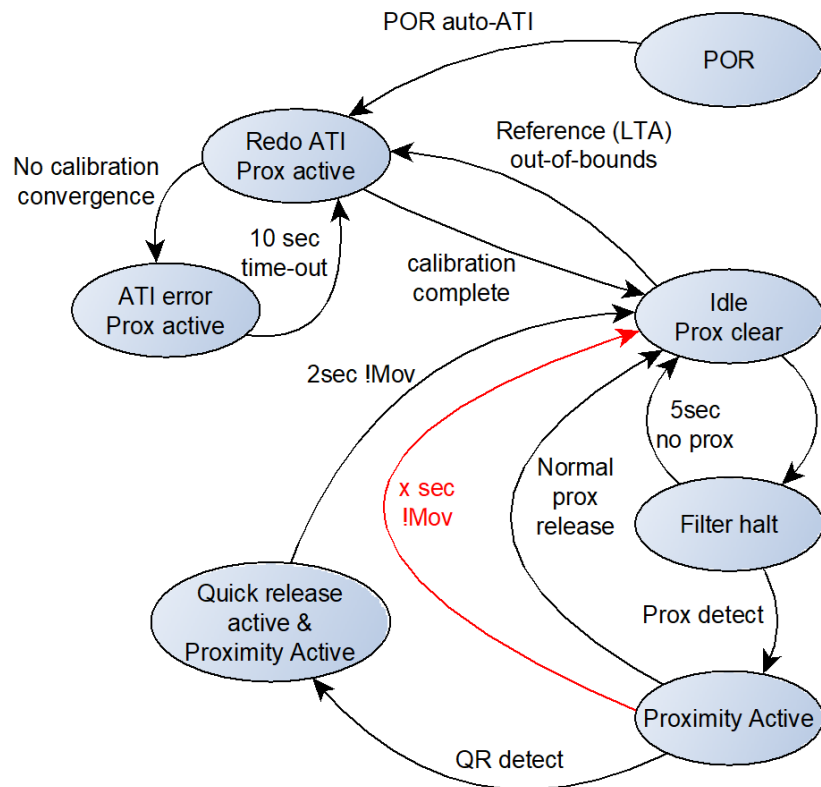 POR auto-ATI
POR
Redo ATI
Prox active
Reference (LTA)
out-of-bounds
No calibration
convergence
10 sec
time-out
calibration
complete
ATI error
Prox active
Idle
Prox clear
2sec !Mov
5sec
no prox
x sec
!Mov
Normal
prox
release
Filter halt
Quick release
active &
Proximity Active
Prox detect
Proximity Active
QR detect